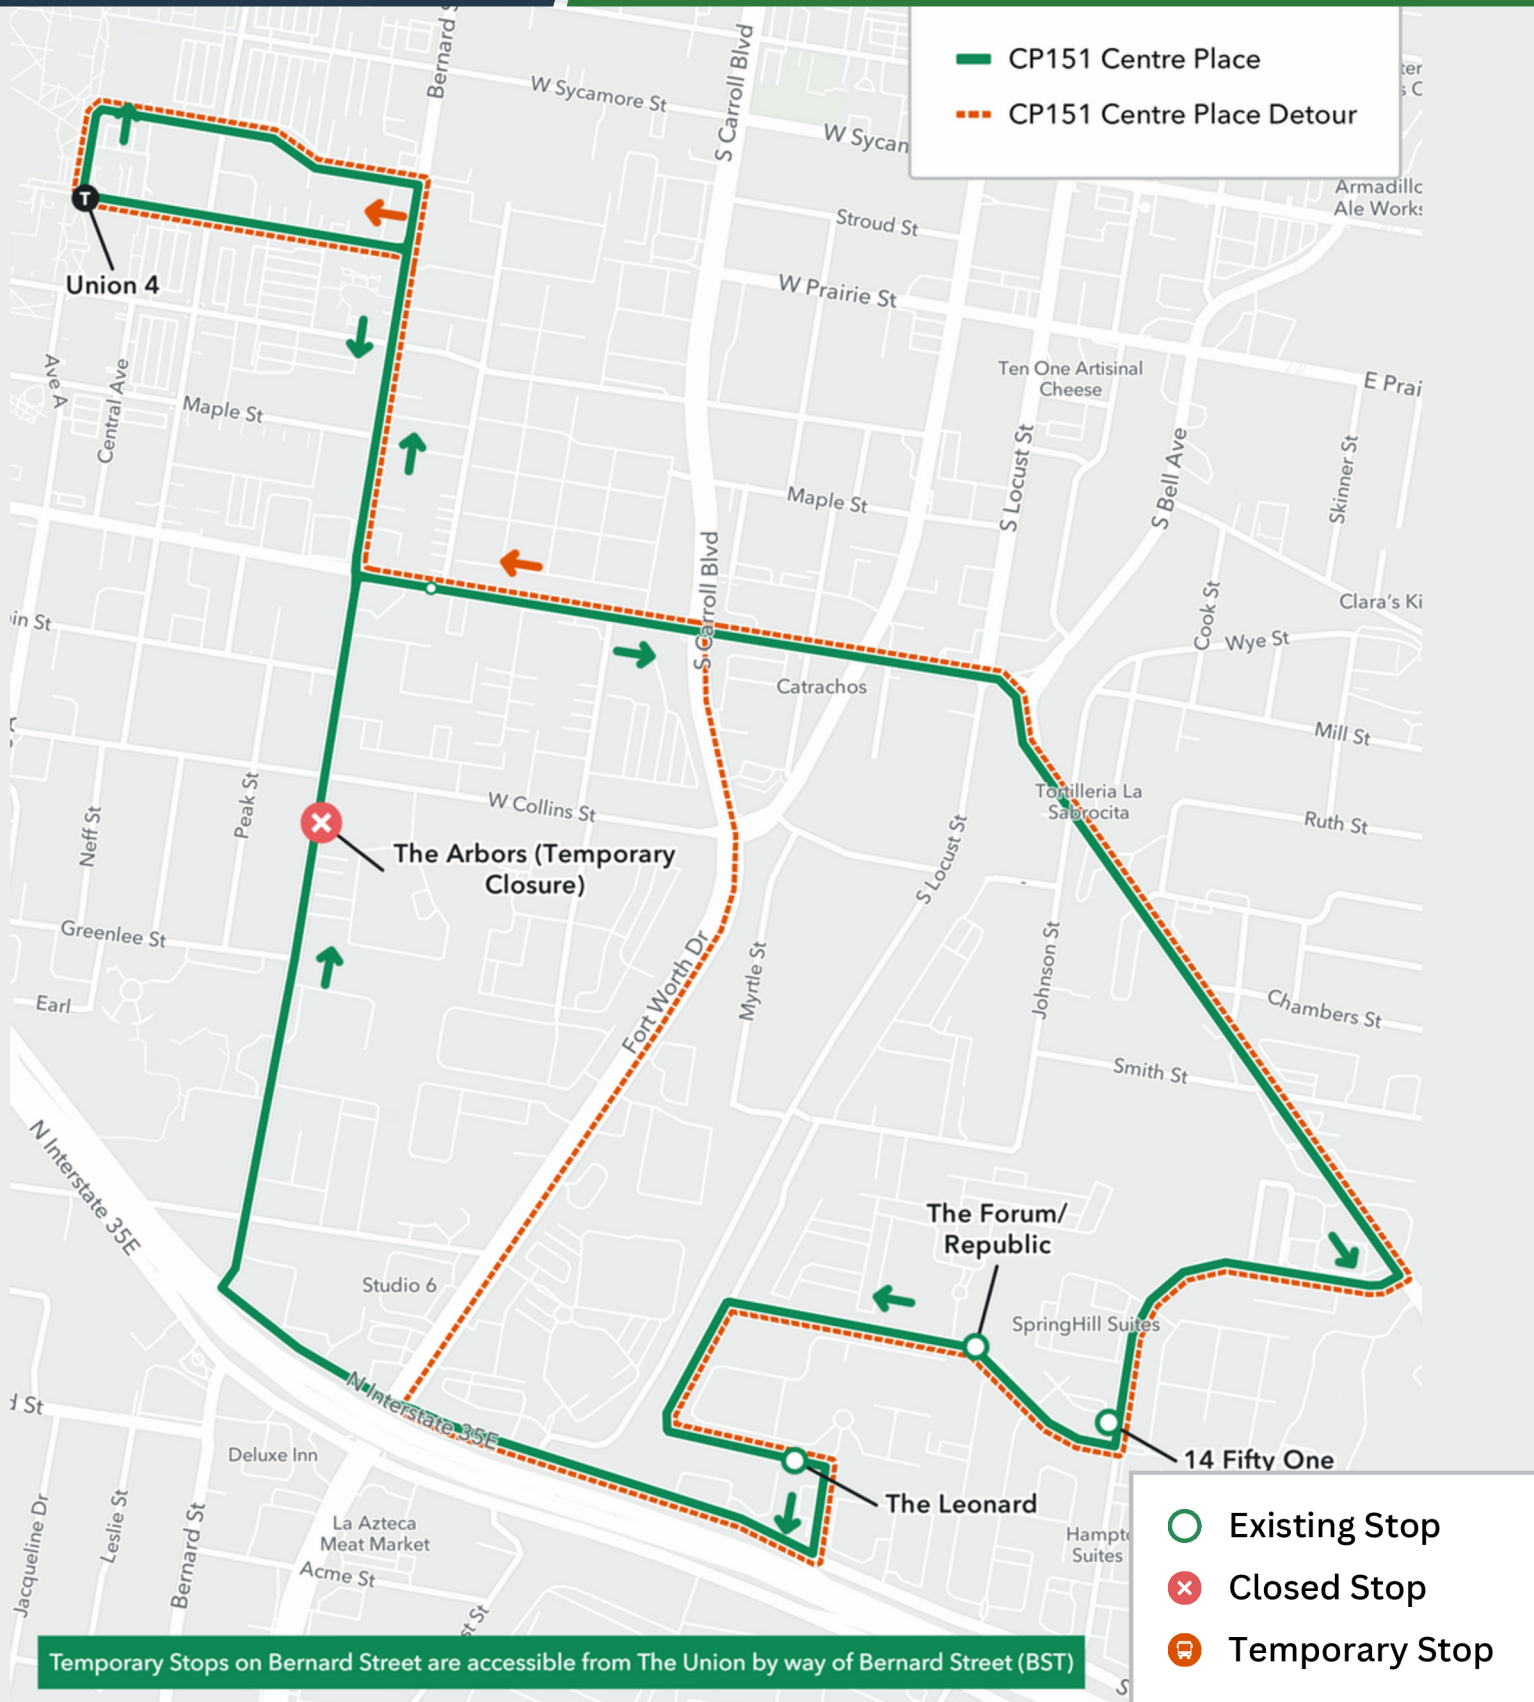 CP151 Centre Place
CP151 Centre Place Detour
Bernard S
W Sycamore St
S Carroll Blvd
W Sycan
Armadillo
Ale Works
Stroud St
W Prairie St
T
Union 4
Ten One Artisinal
Cheese
E Prai
Ave A
Central Ave
Maple St
Maple St
S Locust St
S Bell Ave
Skinner St
S Carroll Blvd
Clara's Ki
Cook St
Wye St
in St
Catrachos
Mill St
Peak St
Neff St
W Collins St
Tortilleria La
Sabrocita
Ruth St
S Locust St
The Arbors (Temporary
Closure)
Greenlee St
Fort Worth Dr
Myrtle St
Johnson St
Earl
Chambers St
Smith St
N Interstate 35E
The Forum/
Republic
Studio 6
SpringHill Suites
N Interstate 35E
d St
Deluxe Inn
14 Fifty One
The Leonard
Jacqueline Dr
Leslie St
Bernard St
La Azteca
Meat Market
Acme St
Hampto
Suites
st St
Existing Stop
Closed Stop
Temporary Stop
Temporary Stops on Bernard Street are accessible from The Union by way of Bernard Street (BST)
S